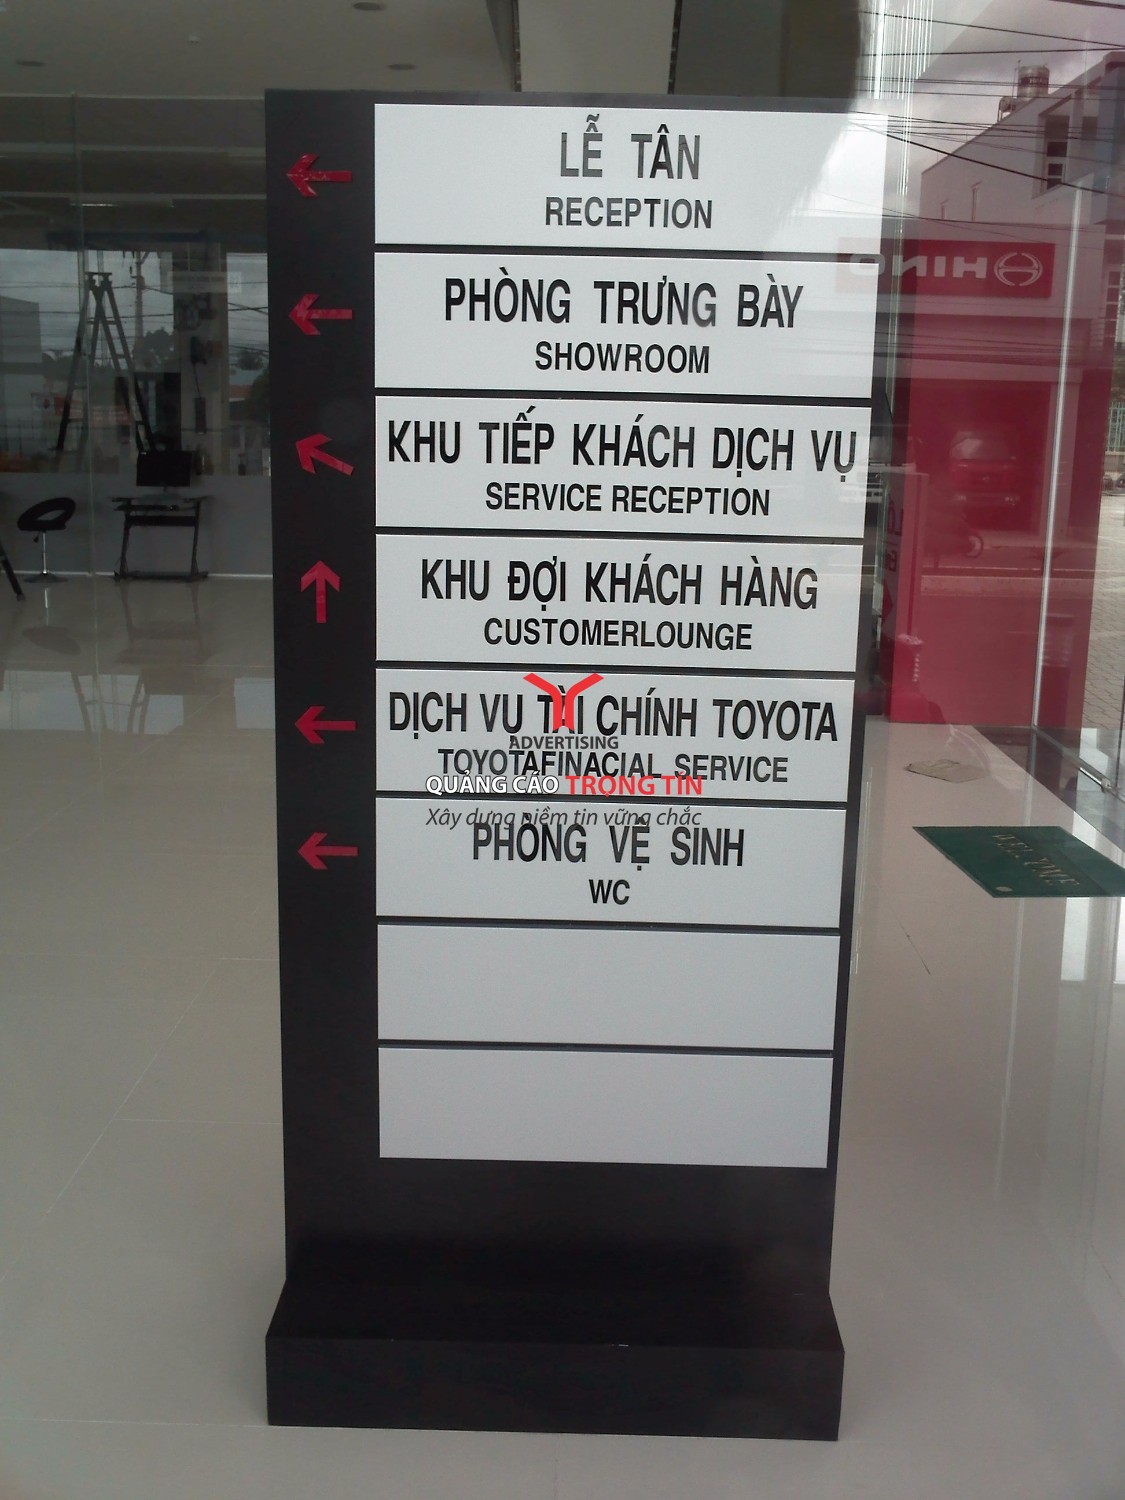 LỄ TÂN
RECEPTION
HINO
PHÒNG TRƯNG BÀY
SHOWROOM
KHU TIẾP KHÁCH DỊCH VỤ
SERVICE RECEPTION
KHU ĐỢI KHÁCH HÀNG
CUSTOMERLOUNGE
DỊCH VỤ TÀI CHÍNH TOYOTA
ADVERTISING
TOYOTAFINACIAL SERVICE
QUẢNG CÁO TRỌNG TÍN
Xây dựng niềm tin vững chắc
PHÒNG VỆ SINH
WC
WELCOME